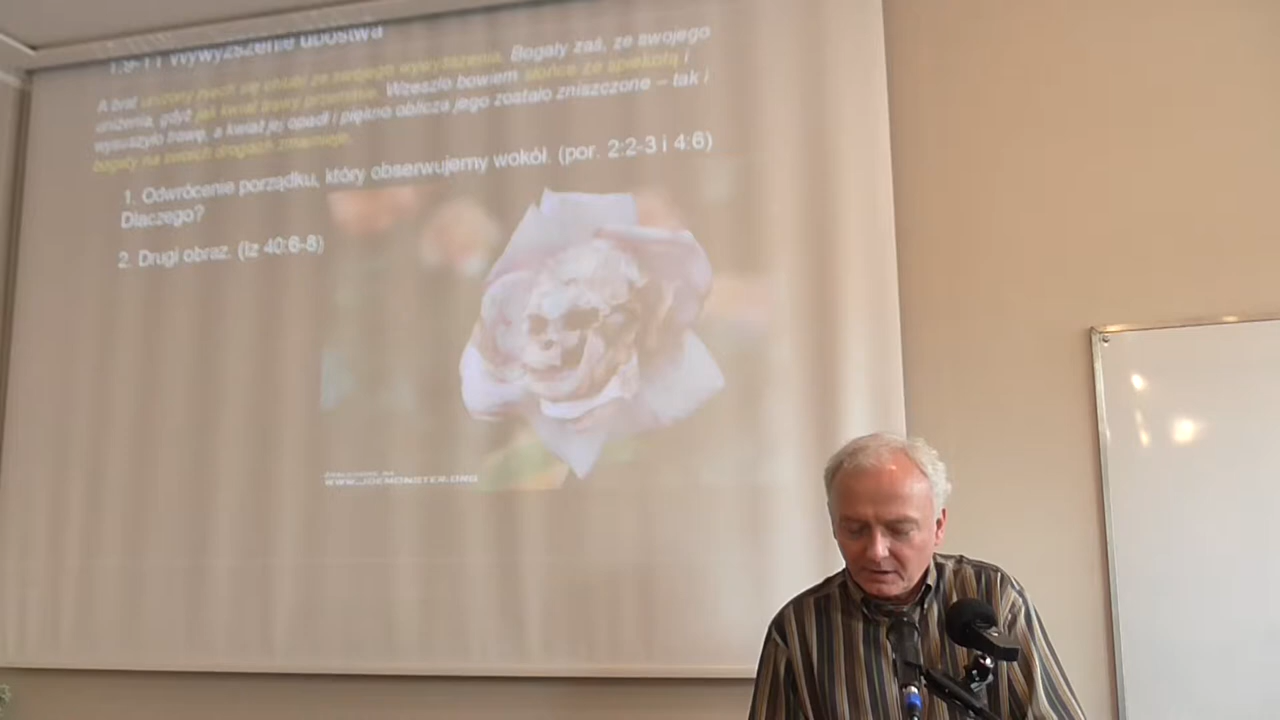 1:9-11 Wywyższenie ubóstwa
A brat uniżony niech się chlubi ze swojego wywyższenia. Bogaty zaś, ze swojego
uniżenia, gdyż jak kwiat trawy przeminie. Wzeszło bowiem słońce ze spiekotą i
wysuszyło trawę, a kwiat jej opadł i piękno oblicza jego zostało zniszczone – tak i
bogaty na swoich drogach zmarnieje.
1. Odwrócenie porządku, który obserwujemy wokół. (por. 2:2-3 i 4:6)
Dlaczego?
2. Drugi obraz. (Iz 40:6-8)
WWW.JOEMONSTER.ORG